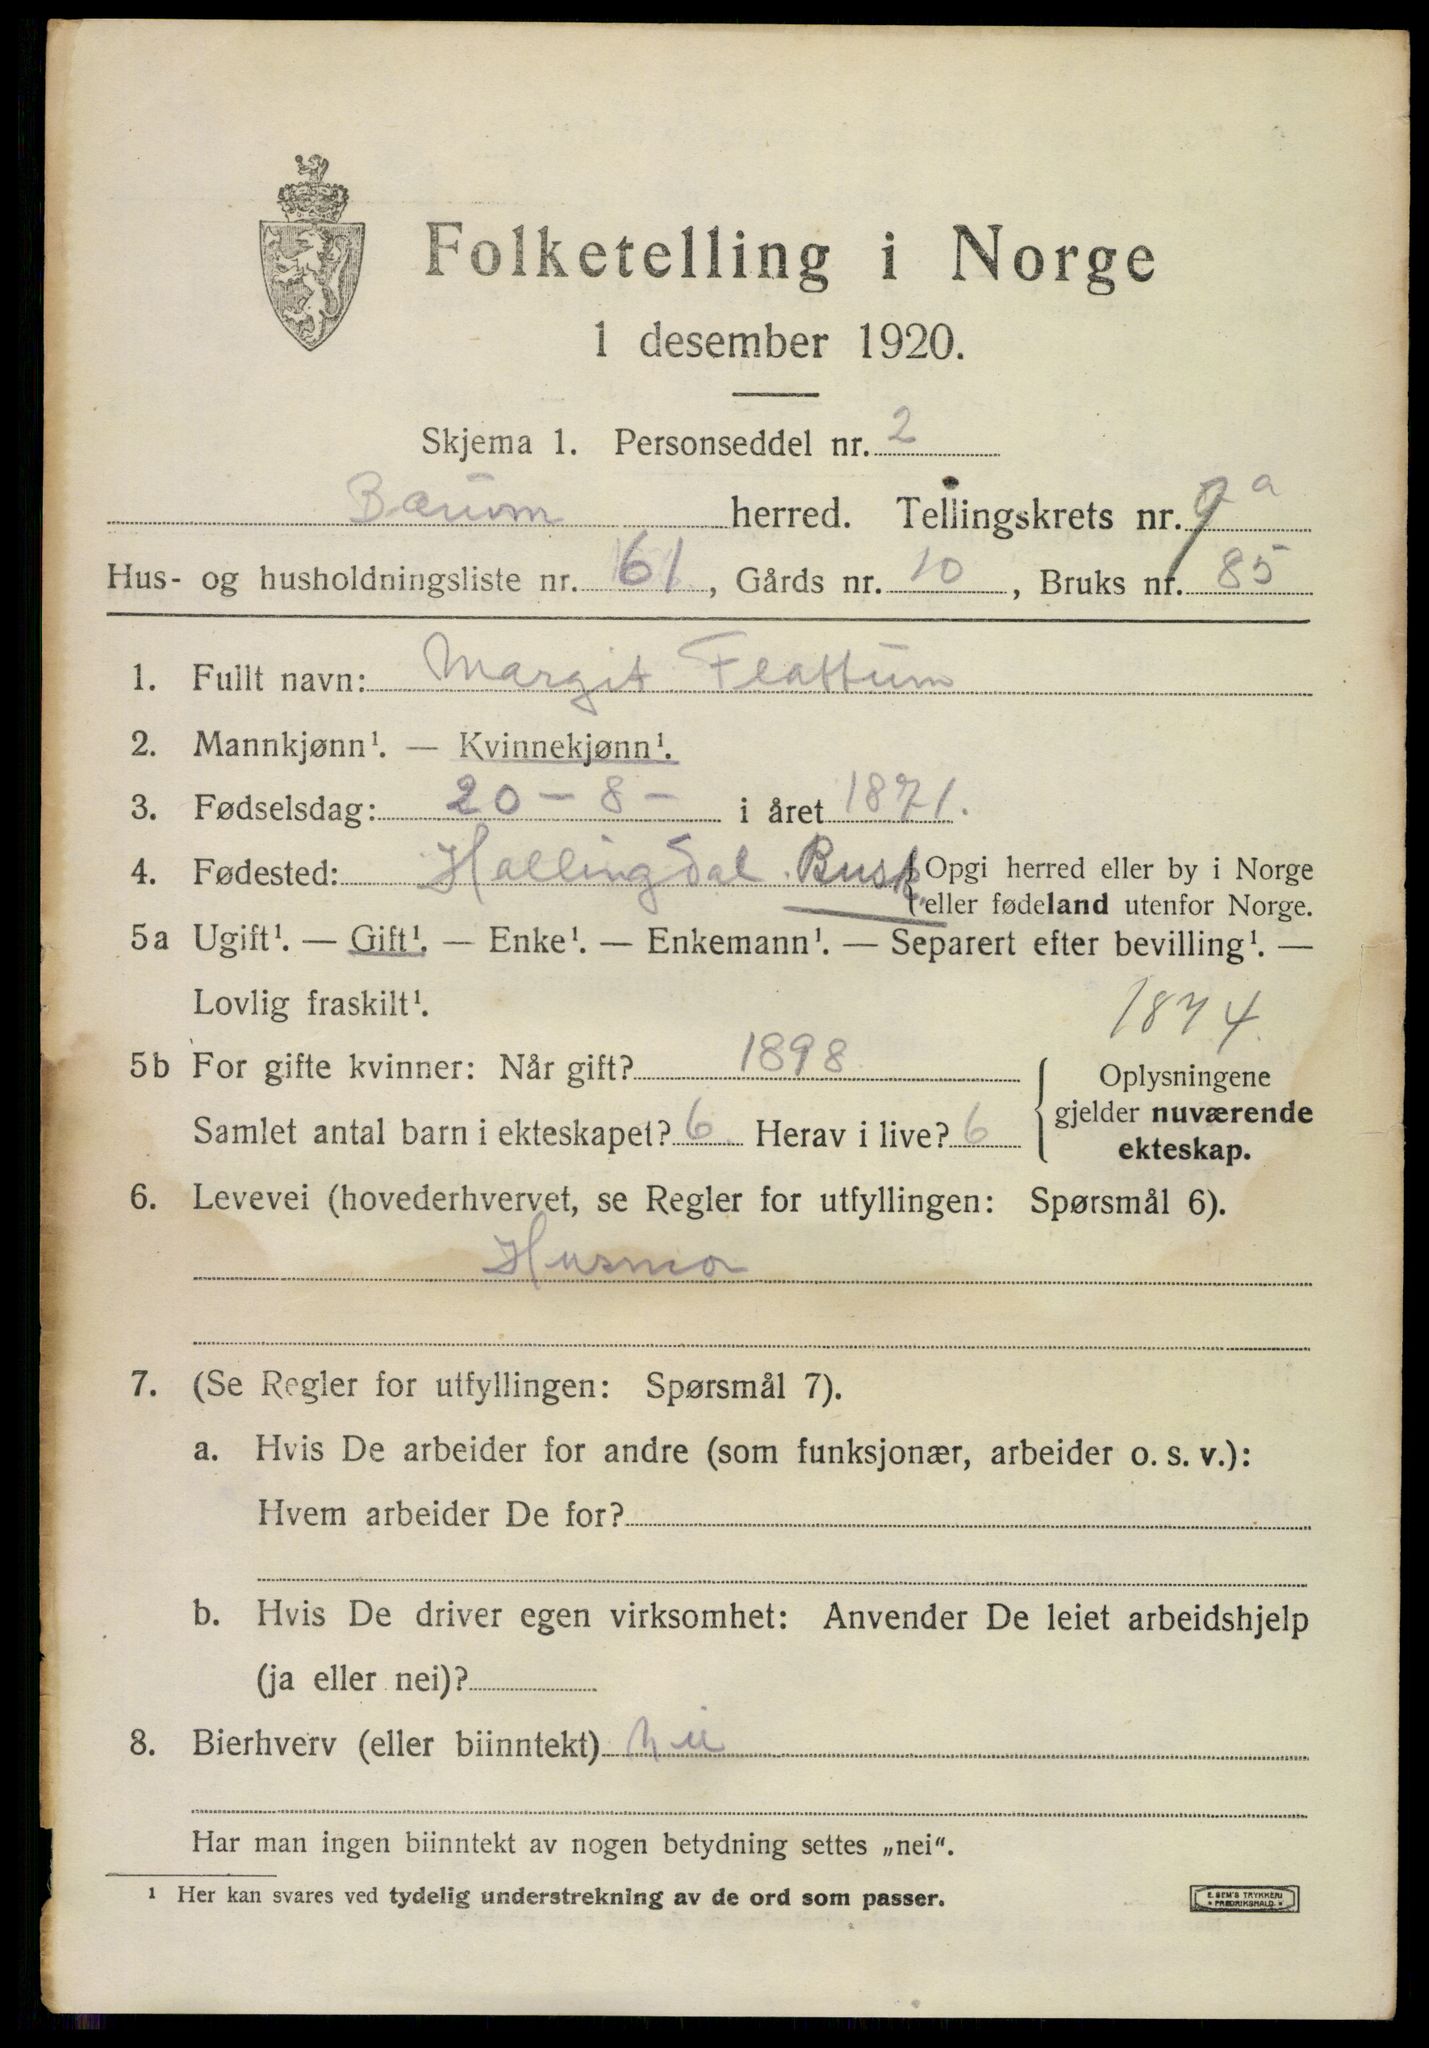 Folketelling i Norge
1 desember 1920.
Skjema 1. Personseddel nr. 2
Bærum herred. Tellingskrets nr. 9a
Hus- og husholdningsliste nr. 61, Gårds nr. 10, Bruks nr. 85
1. Fullt navn: Margit Flattum
2. Mannkjønn¹. — Kvinnekjønn¹.
3. Fødselsdag: 20 - 8 - i året 1871.
4. Fødested: Hallingdal. Busk. { Opgi herred eller by i Norge
eller fødeland utenfor Norge.
5a Ugift¹. — Gift¹. — Enke¹. — Enkemann¹. — Separert efter bevilling¹. —
Lovlig fraskilt¹.
1874
5b For gifte kvinner: Når gift? 1898 { Oplysningene
gjelder nuværende
ekteskap.
Samlet antal barn i ekteskapet? 6. Herav i live? 6
6. Levevei (hovederhvervet, se Regler for utfyllingen: Spørsmål 6).
Husmor
7. (Se Regler for utfyllingen: Spørsmål 7).
a. Hvis De arbeider for andre (som funksjonær, arbeider o. s. v.):
Hvem arbeider De for?
b. Hvis De driver egen virksomhet: Anvender De leiet arbeidshjelp
(ja eller nei)?
8. Bierhverv (eller biinntekt) nei
Har man ingen biinntekt av nogen betydning settes „nei“.
¹ Her kan svares ved tydelig understrekning av de ord som passer.
E. SEM'S TRYKKERI
* FREDRIKSHALD. *